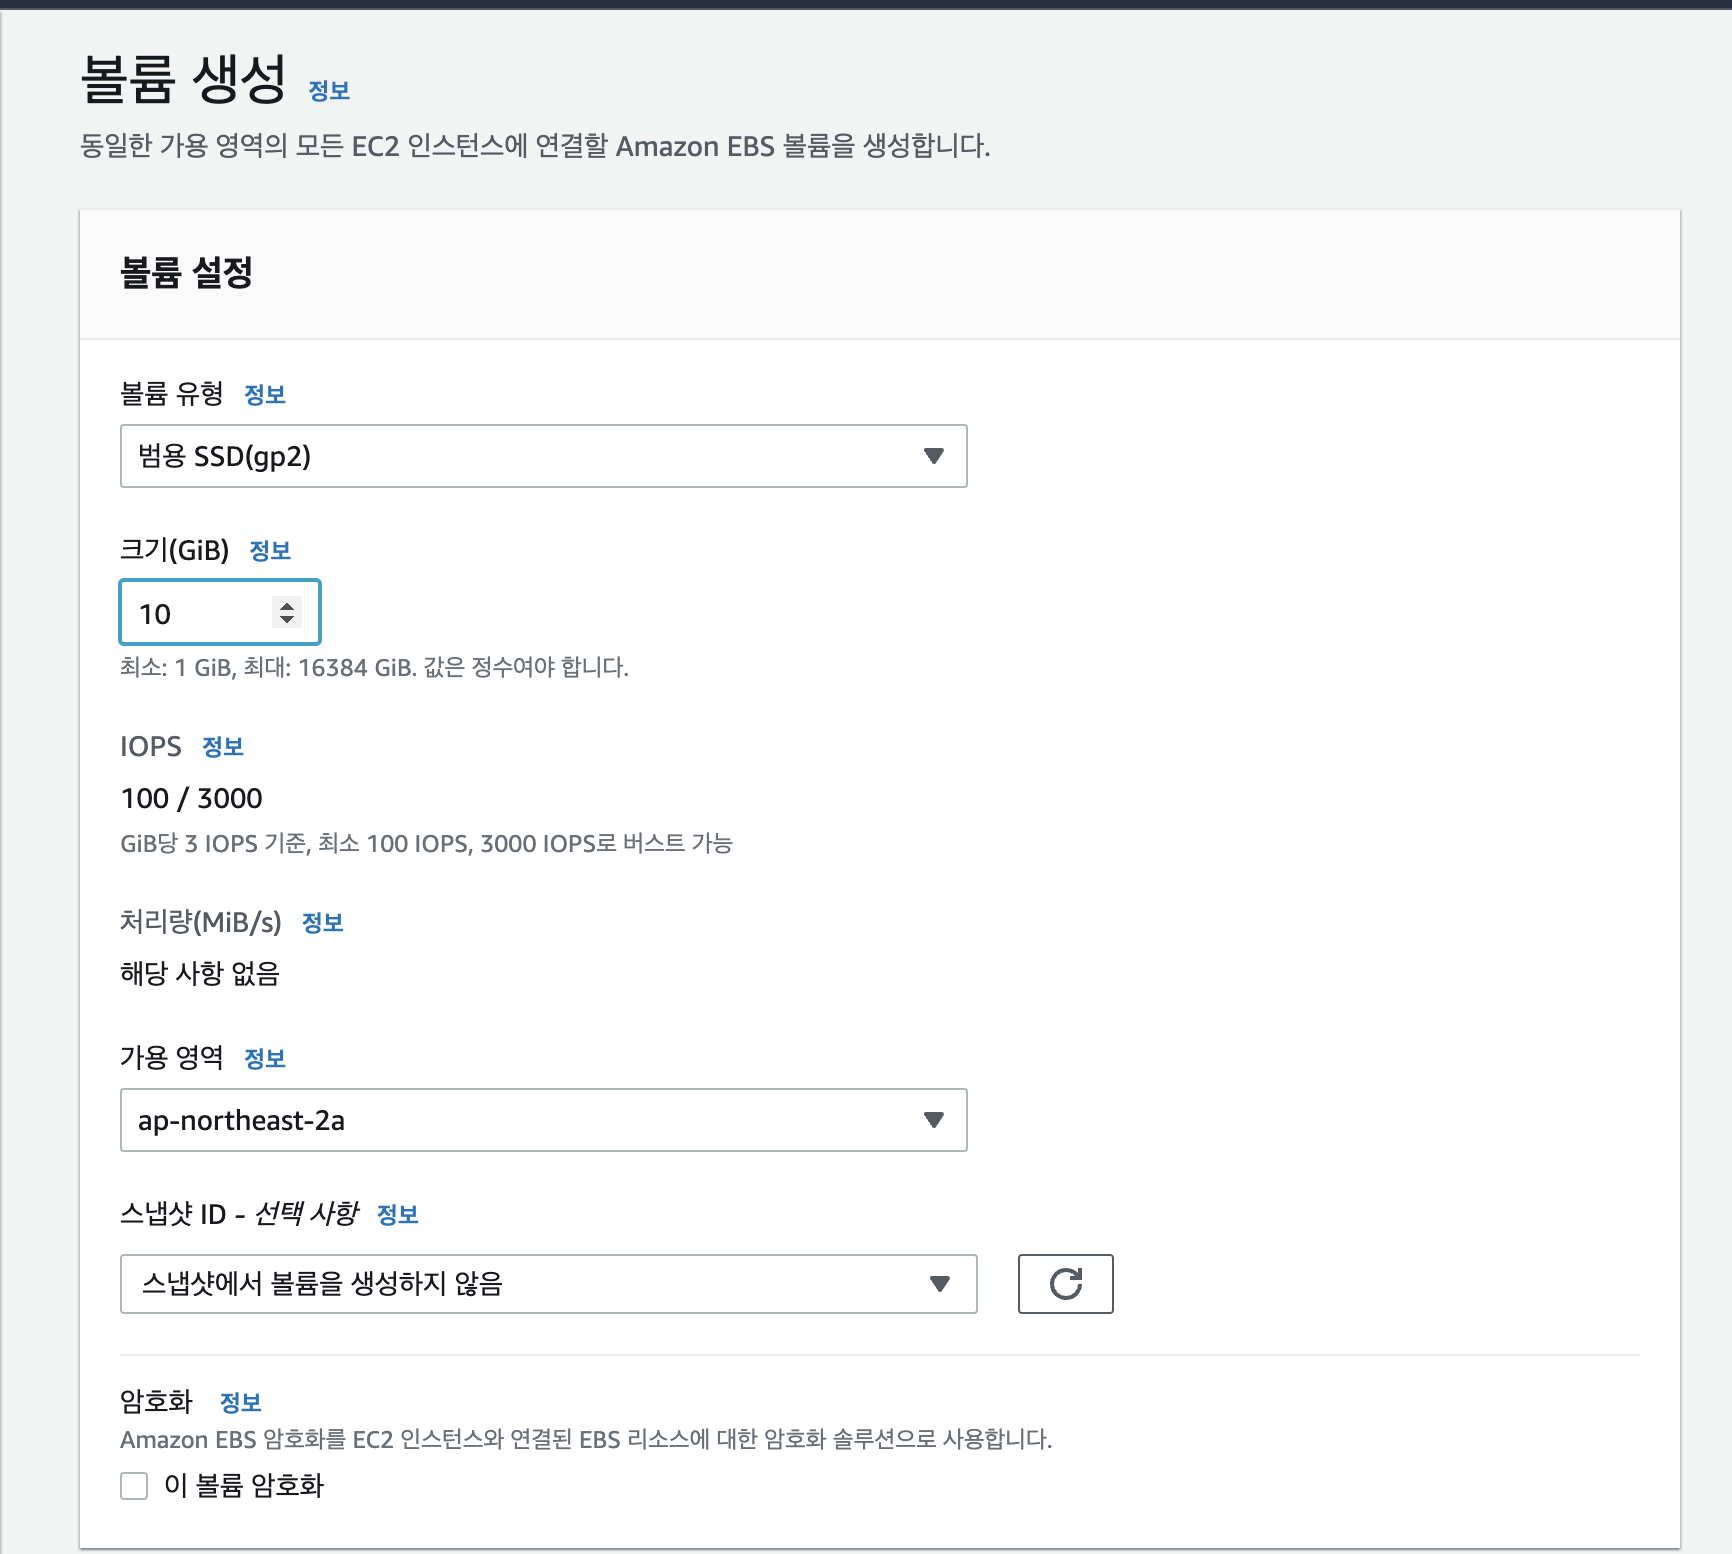 볼륨 생성 정보
동일한 가용 영역의 모든 EC2 인스턴스에 연결할 Amazon EBS 볼륨을 생성합니다.
볼륨 설정
볼륨 유형 정보
범용 SSD(gp2)
크기(GiB) 정보
10
최소: 1 GiB, 최대: 16384 GiB. 값은 정수여야 합니다.
IOPS 정보
100 / 3000
GiB당 3 IOPS 기준, 최소 100 IOPS, 3000 IOPS로 버스트 가능
처리량(MiB/s) 정보
해당 사항 없음
가용 영역 정보
ap-northeast-2a
스냅샷 ID - 선택 사항 정보
스냅샷에서 볼륨을 생성하지 않음
암호화 정보
Amazon EBS 암호화를 EC2 인스턴스와 연결된 EBS 리소스에 대한 암호화 솔루션으로 사용합니다.
이 볼륨 암호화